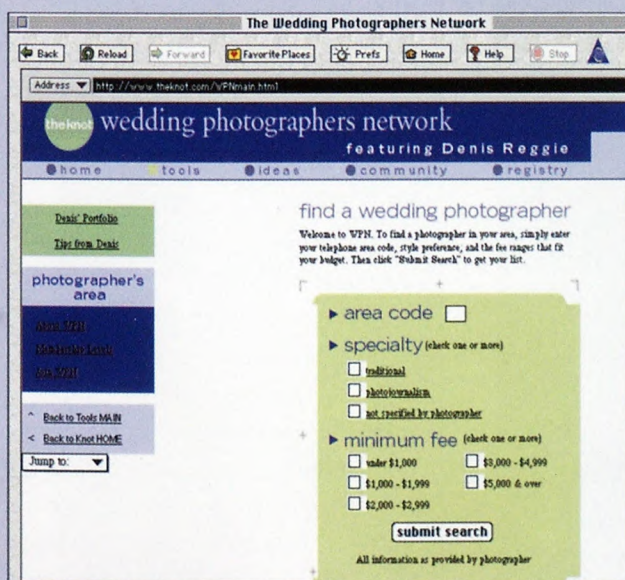 The Wedding Photographers Network
Back Reload Forward Favorite Places Prefs Home Help Stop
Address http://www.theknot.com/WPNmain.html
theknot wedding photographers network
featuring Denis Reggie
home tools ideas community registry
Denis' Portfolio
Tips from Denis
photographer's
area
About WPN
Membership Levels
Join WPN
^ Back to Tools MAIN
< Back to Knot HOME
Jump to:
find a wedding photographer
Welcome to WPN. To find a photographer in your area, simply enter
your telephone area code, style preference, and the fee ranges that fit
your budget. Then click "Submit Search" to get your list.
area code
specialty (check one or more)
traditional
photojournalism
not specified by photographer
minimum fee (check one or more)
under $1,000 $3,000 - $4,999
$1,000 - $1,999 $5,000 & over
$2,000 - $2,999
submit search
All information as provided by photographer